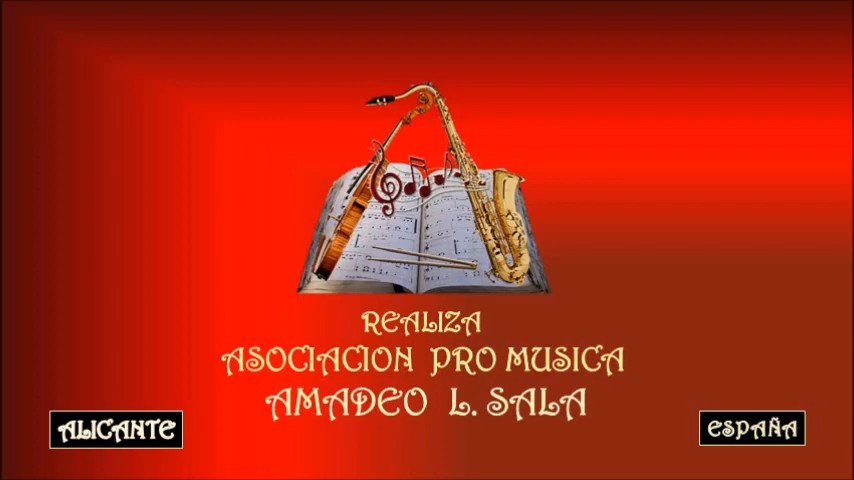 REALIZA
ASOCIACION PRO MUSICA
AMADEO L. SALA
ALICANTE
ESPAÑA